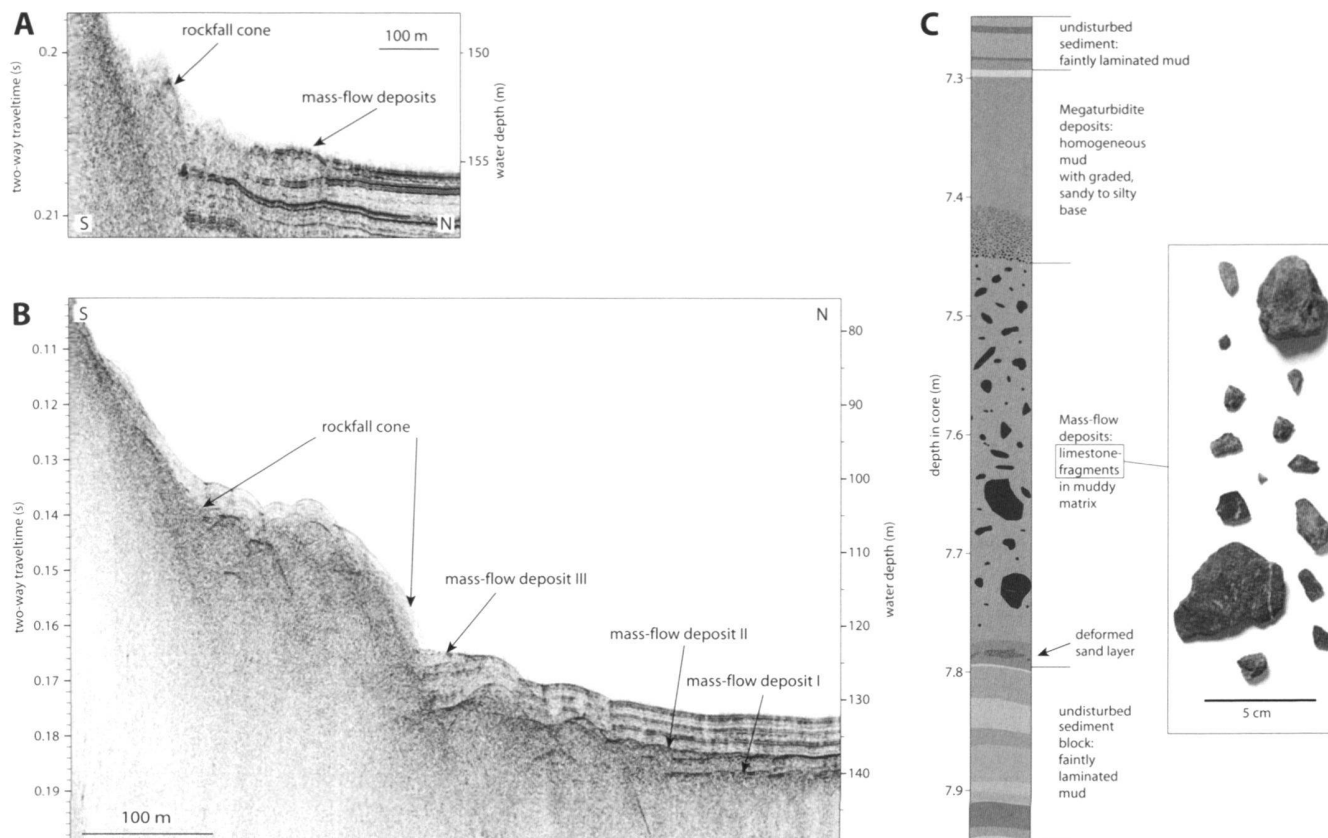 A
rockfall cone
100 m
mass-flow deposits
two-way traveltime (s)
0.2
0.21
water depth (m)
150
155
S
N
B
S
N
two-way traveltime (s)
0.11
0.12
0.13
0.14
0.15
0.16
0.17
0.18
0.19
water depth (m)
80
90
100
110
120
130
140
rockfall cone
mass-flow deposit III
mass-flow deposit II
mass-flow deposit I
100 m
C
depth in core (m)
7.3
7.4
7.5
7.6
7.7
7.8
7.9
undisturbed
sediment:
faintly laminated mud
Megaturbidite
deposits:
homogeneous
mud
with graded,
sandy to silty
base
Mass-flow
deposits:
limestone-
fragments
in muddy
matrix
deformed
sand layer
undisturbed
sediment
block:
faintly
laminated
mud
5 cm